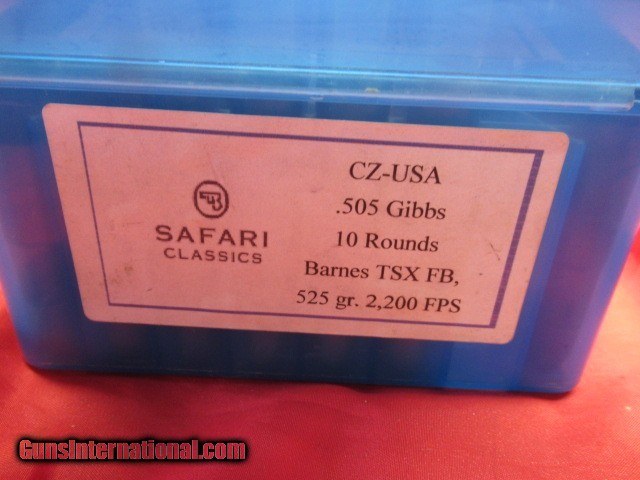 CZ-USA
.505 Gibbs
10 Rounds
Barnes TSX FB,
525 gr. 2,200 FPS
SAFARI
CLASSICS
GunsInternational.com